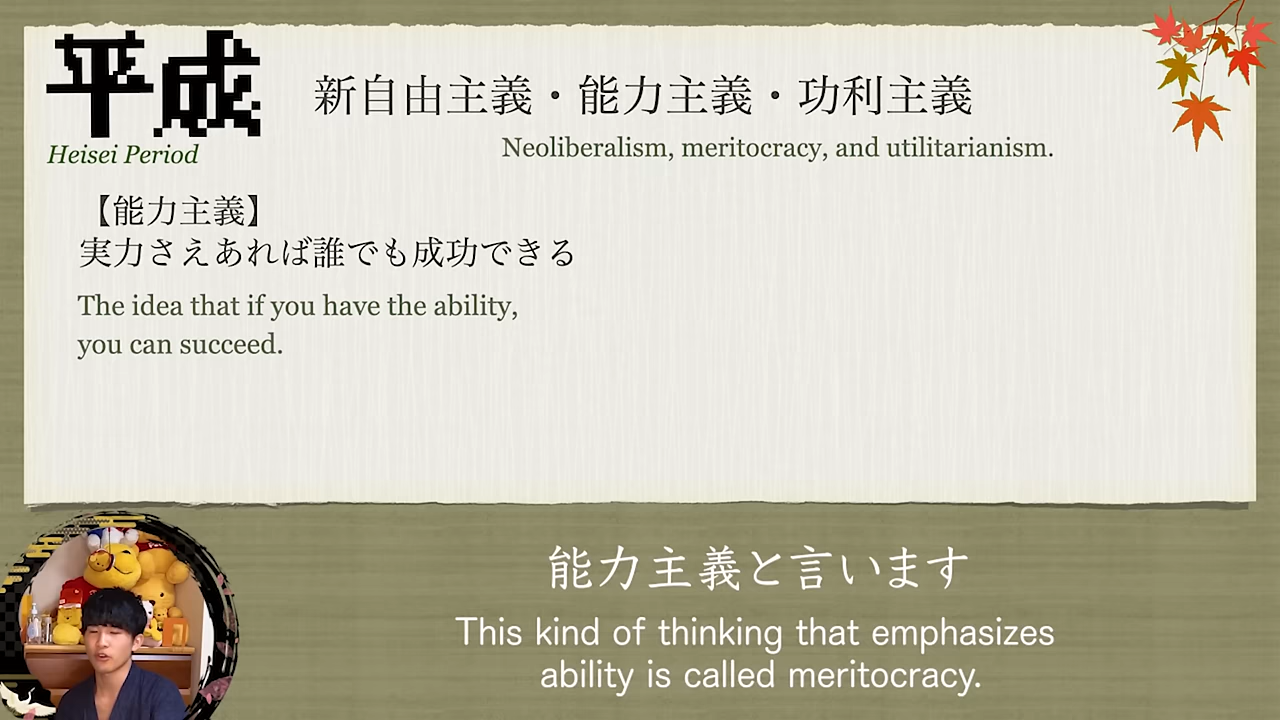 平成
Heisei Period
新自由主義・能力主義・功利主義
Neoliberalism, meritocracy, and utilitarianism.
【能力主義】
実力さえあれば誰でも成功できる
The idea that if you have the ability,
you can succeed.
能力主義と言います
This kind of thinking that emphasizes
ability is called meritocracy.